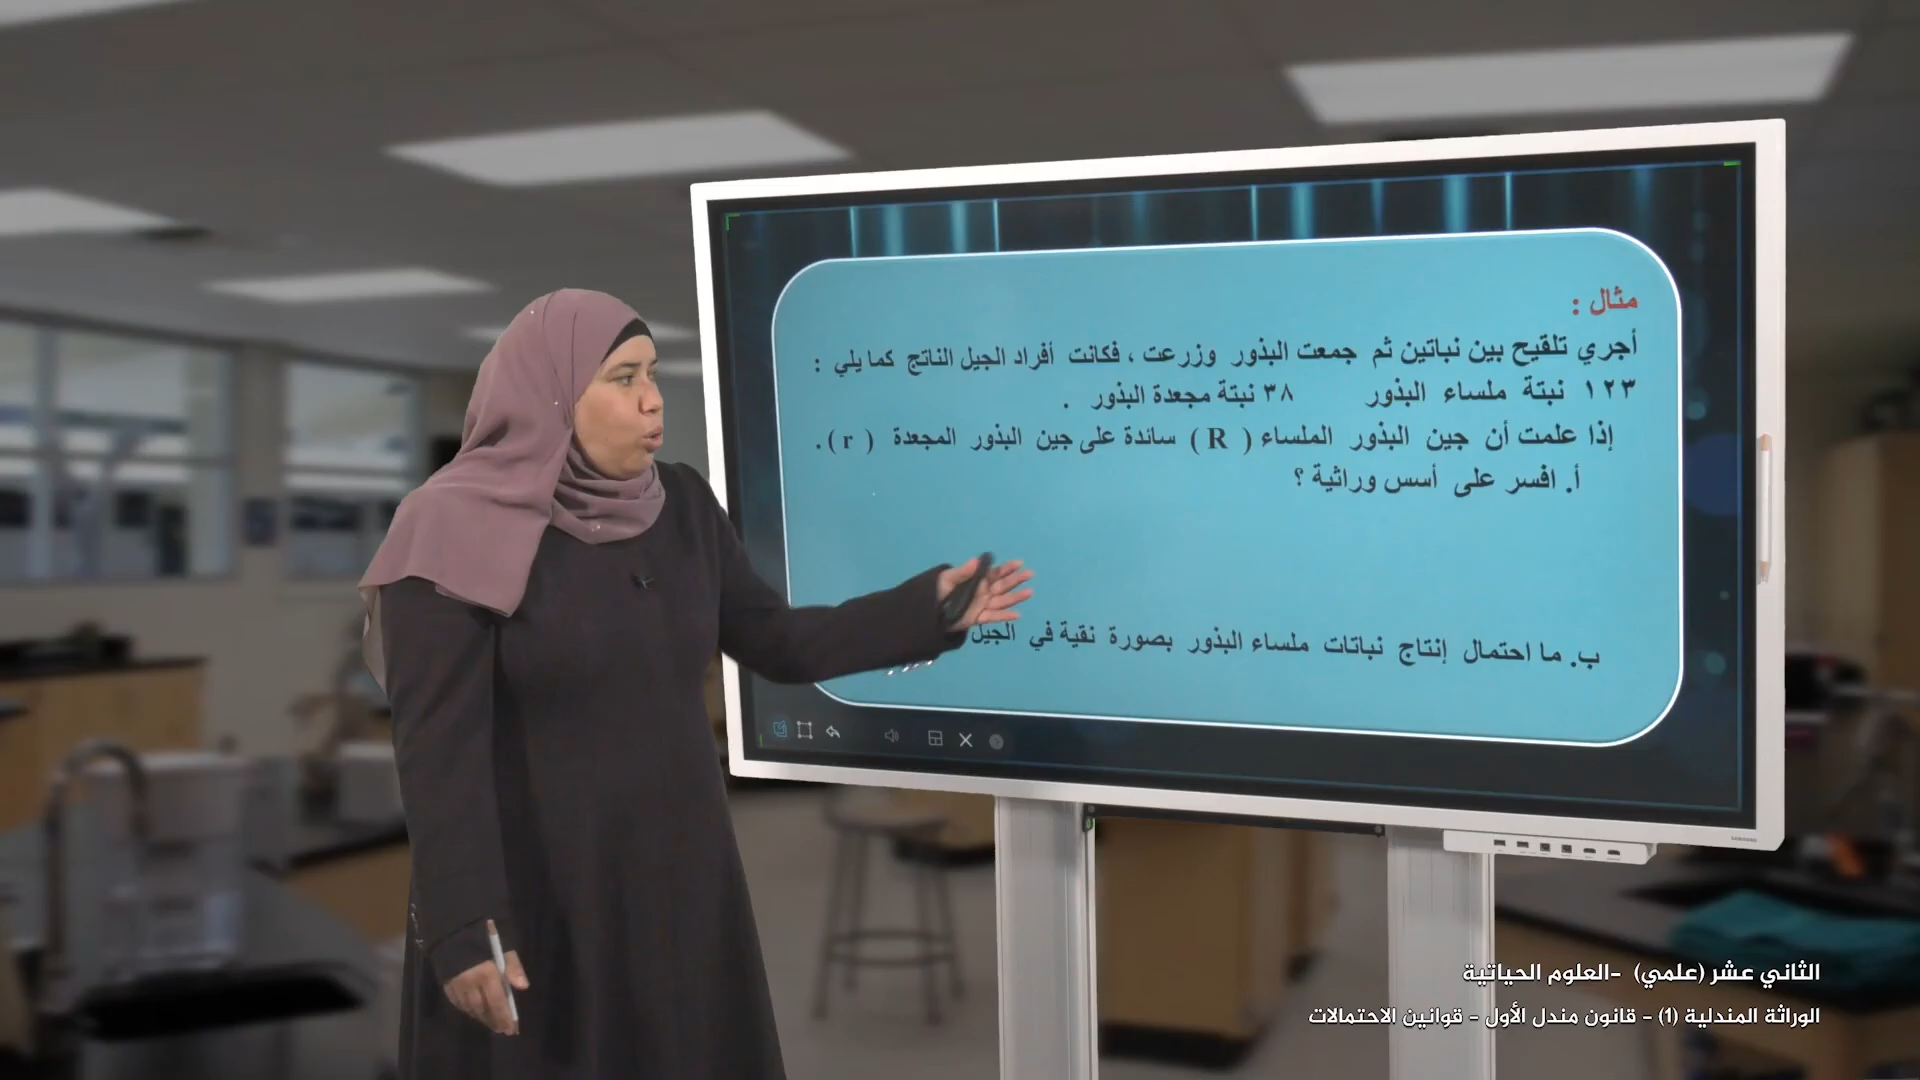 مثال :
أجري تلقيح بين نباتين ثم جمعت البذور وزرعت ، فكانت أفراد الجيل الناتج كما يلي :
١٢٣ نبتة ملساء البذور ٣٨ نبتة مجعدة البذور .
إذا علمت أن جين البذور الملساء ( R ) سائدة على جين البذور المجعدة ( r ) .
أ. افسر على أسس وراثية ؟
ب. ما احتمال إنتاج نباتات ملساء البذور بصورة نقية في الجيل
SAMSUNG
الثاني عشر (علمي) -العلوم الحياتية
الوراثة المندلية (1) - قانون مندل الأول - قوانين الاحتمالات